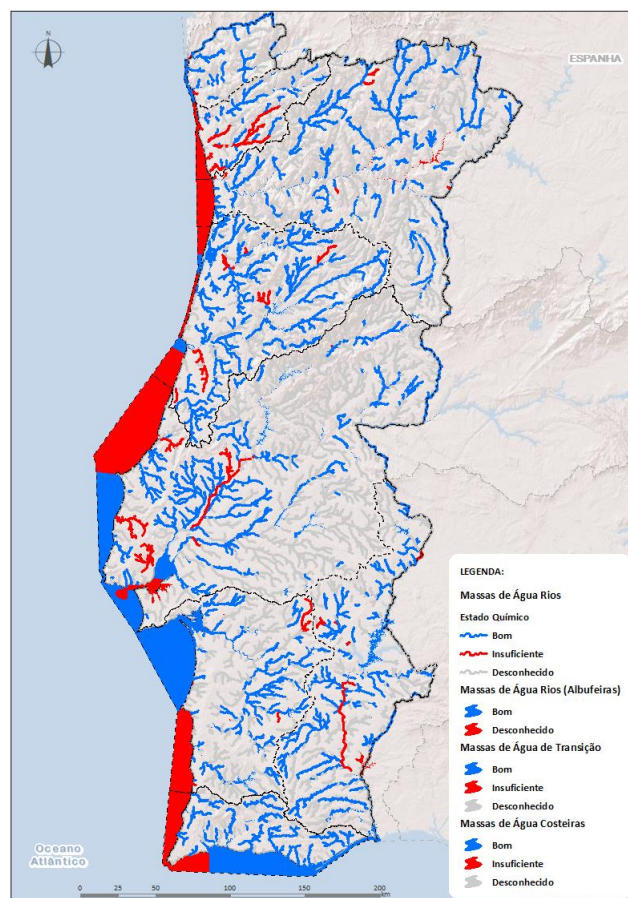 N
ESPANHA
LEGENDA:
Massas de Água Rios
Estado Químico
Bom
Insuficiente
Desconhecido
Massas de Água Rios (Albufeiras)
Bom
Desconhecido
Massas de Água de Transição
Bom
Insuficiente
Desconhecido
Massas de Água Costeiras
Bom
Insuficiente
Desconhecido
Oceano
Atlântico
0 25 50 100 150 200
km